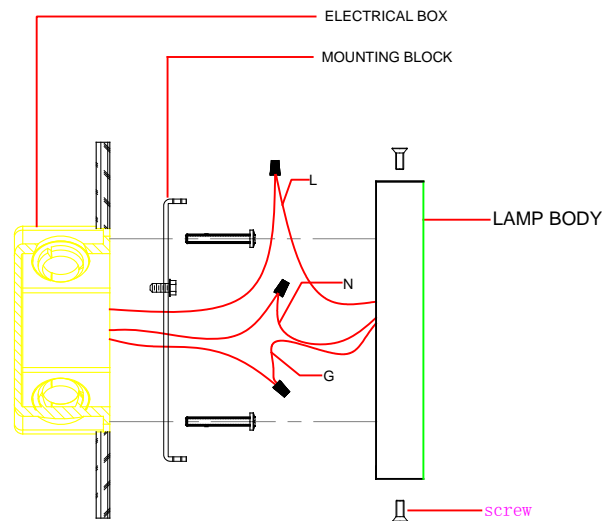 ELECTRICAL BOX
MOUNTING BLOCK
L
LAMP BODY
N
G
screw